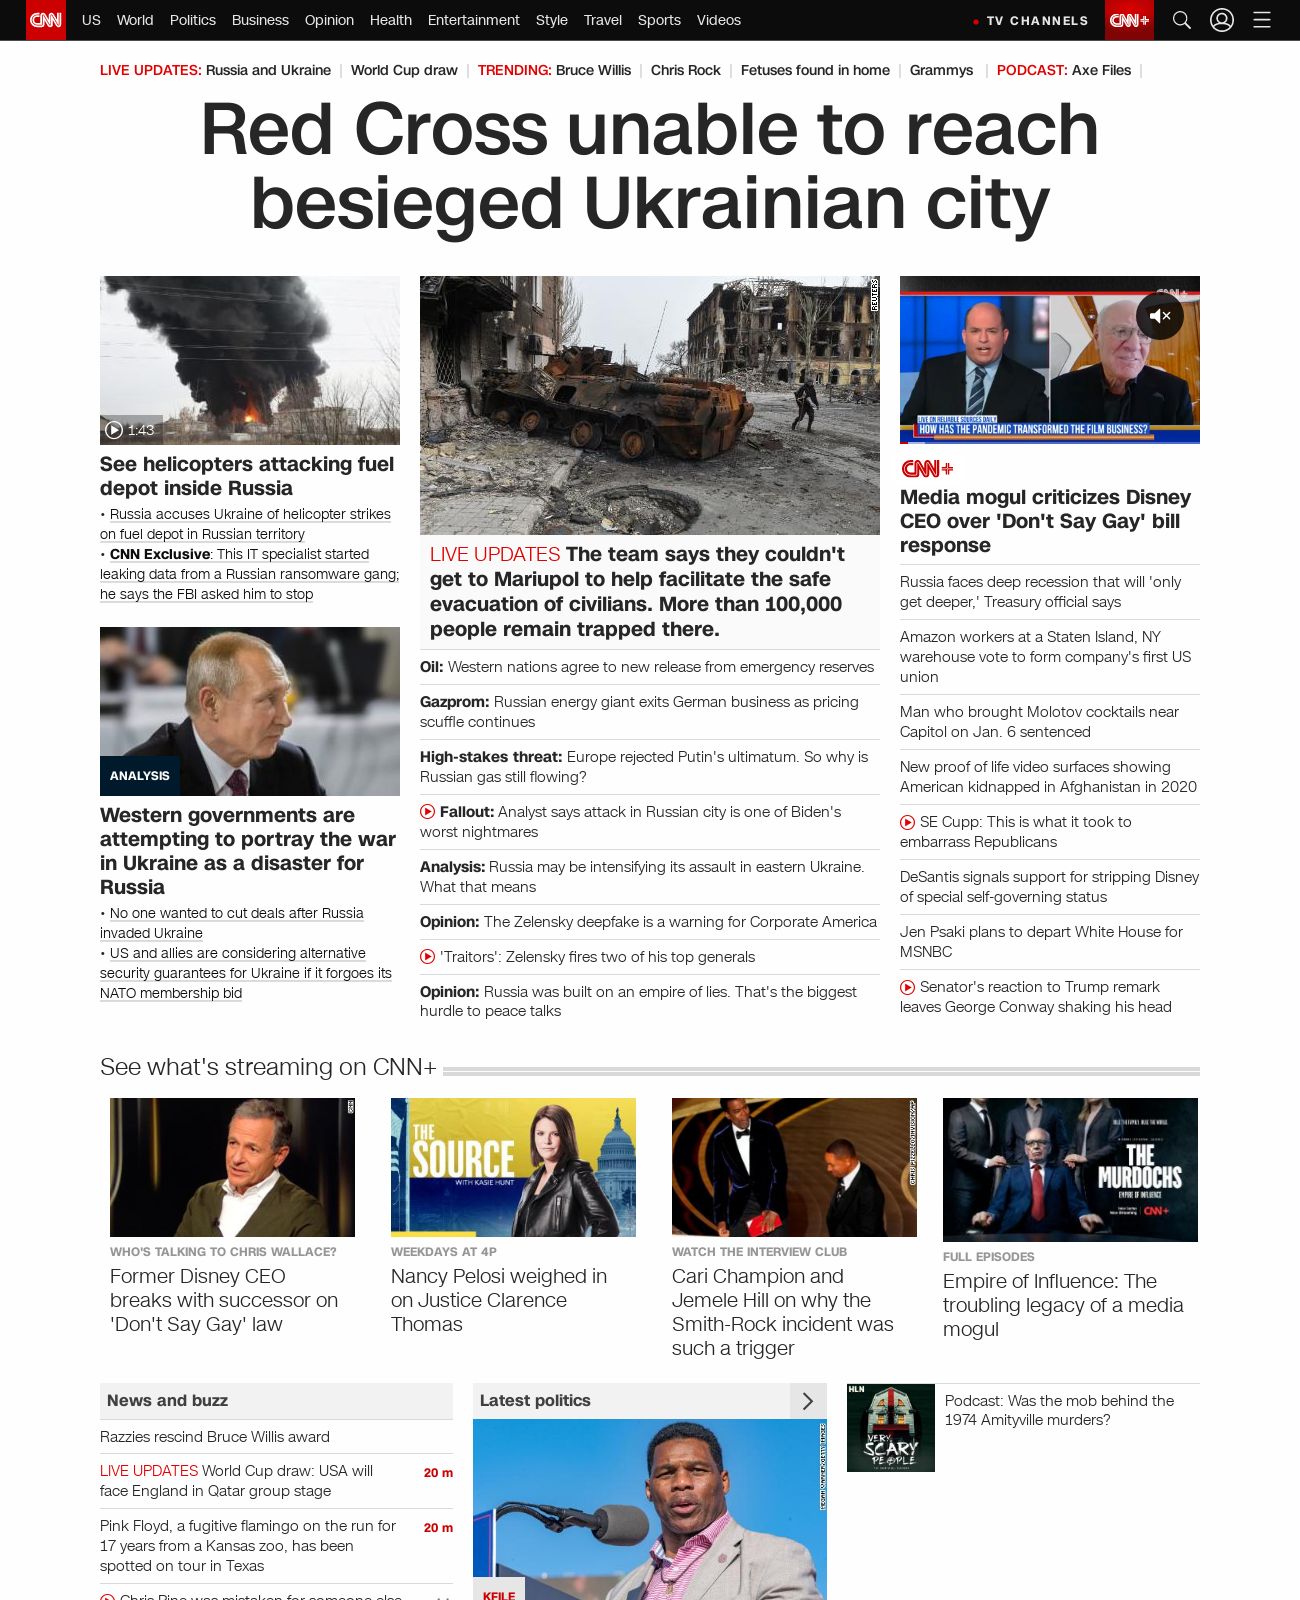 CNN US World Politics Business Opinion Health Entertainment Style Travel Sports Videos TV CHANNELS CNN+
LIVE UPDATES: Russia and Ukraine World Cup draw TRENDING: Bruce Willis Chris Rock Fetuses found in home Grammys PODCAST: Axe Files
Red Cross unable to reach
besieged Ukrainian city
1:43
See helicopters attacking fuel
depot inside Russia
• Russia accuses Ukraine of helicopter strikes
on fuel depot in Russian territory
• CNN Exclusive: This IT specialist started
leaking data from a Russian ransomware gang;
he says the FBI asked him to stop
ANALYSIS
Western governments are
attempting to portray the war
in Ukraine as a disaster for
Russia
• No one wanted to cut deals after Russia
invaded Ukraine
• US and allies are considering alternative
security guarantees for Ukraine if it forgoes its
NATO membership bid
REUTERS
LIVE UPDATES The team says they couldn't
get to Mariupol to help facilitate the safe
evacuation of civilians. More than 100,000
people remain trapped there.
Oil: Western nations agree to new release from emergency reserves
Gazprom: Russian energy giant exits German business as pricing
scuffle continues
High-stakes threat: Europe rejected Putin's ultimatum. So why is
Russian gas still flowing?
Fallout: Analyst says attack in Russian city is one of Biden's
worst nightmares
Analysis: Russia may be intensifying its assault in eastern Ukraine.
What that means
Opinion: The Zelensky deepfake is a warning for Corporate America
'Traitors': Zelensky fires two of his top generals
Opinion: Russia was built on an empire of lies. That's the biggest
hurdle to peace talks
CNN+
LIVE ON RELIABLE SOURCES DAILY
HOW HAS THE PANDEMIC TRANSFORMED THE FILM BUSINESS?
CNN+
Media mogul criticizes Disney
CEO over 'Don't Say Gay' bill
response
Russia faces deep recession that will 'only
get deeper,' Treasury official says
Amazon workers at a Staten Island, NY
warehouse vote to form company's first US
union
Man who brought Molotov cocktails near
Capitol on Jan. 6 sentenced
New proof of life video surfaces showing
American kidnapped in Afghanistan in 2020
SE Cupp: This is what it took to
embarrass Republicans
DeSantis signals support for stripping Disney
of special self-governing status
Jen Psaki plans to depart White House for
MSNBC
Senator's reaction to Trump remark
leaves George Conway shaking his head
See what's streaming on CNN+
CNN
WHO'S TALKING TO CHRIS WALLACE?
Former Disney CEO
breaks with successor on
'Don't Say Gay' law
THE
SOURCE
WITH KASIE HUNT
WEEKDAYS AT 4P
Nancy Pelosi weighed in
on Justice Clarence
Thomas
WATCH THE INTERVIEW CLUB
Cari Champion and
Jemele Hill on why the
Smith-Rock incident was
such a trigger
THE
MURDOCHS
EMPIRE OF INFLUENCE
CNN+
FULL EPISODES
Empire of Influence: The
troubling legacy of a media
mogul
News and buzz
Razzies rescind Bruce Willis award
LIVE UPDATES World Cup draw: USA will 20 m
face England in Qatar group stage
Pink Floyd, a fugitive flamingo on the run for 20 m
17 years from a Kansas zoo, has been
spotted on tour in Texas
Chris Pine was mistaken for someone else
Latest politics
KFILE
HLN
VERY
SCARY
PEOPLE
Podcast: Was the mob behind the
1974 Amityville murders?